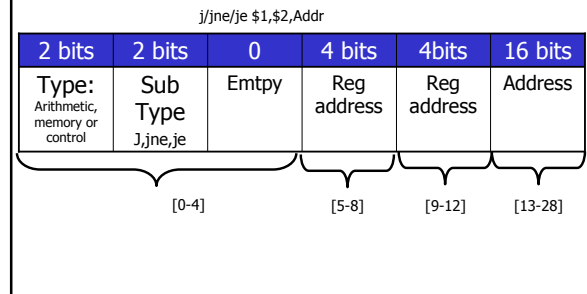 j/jne/je $1,$2,Addr
2 bits 2 bits 0 4 bits 4bits 16 bits
Type: Sub Emtpy Reg Reg Address
Arithmetic, Type address address
memory or
control J,jne,je
[0-4] [5-8] [9-12] [13-28]